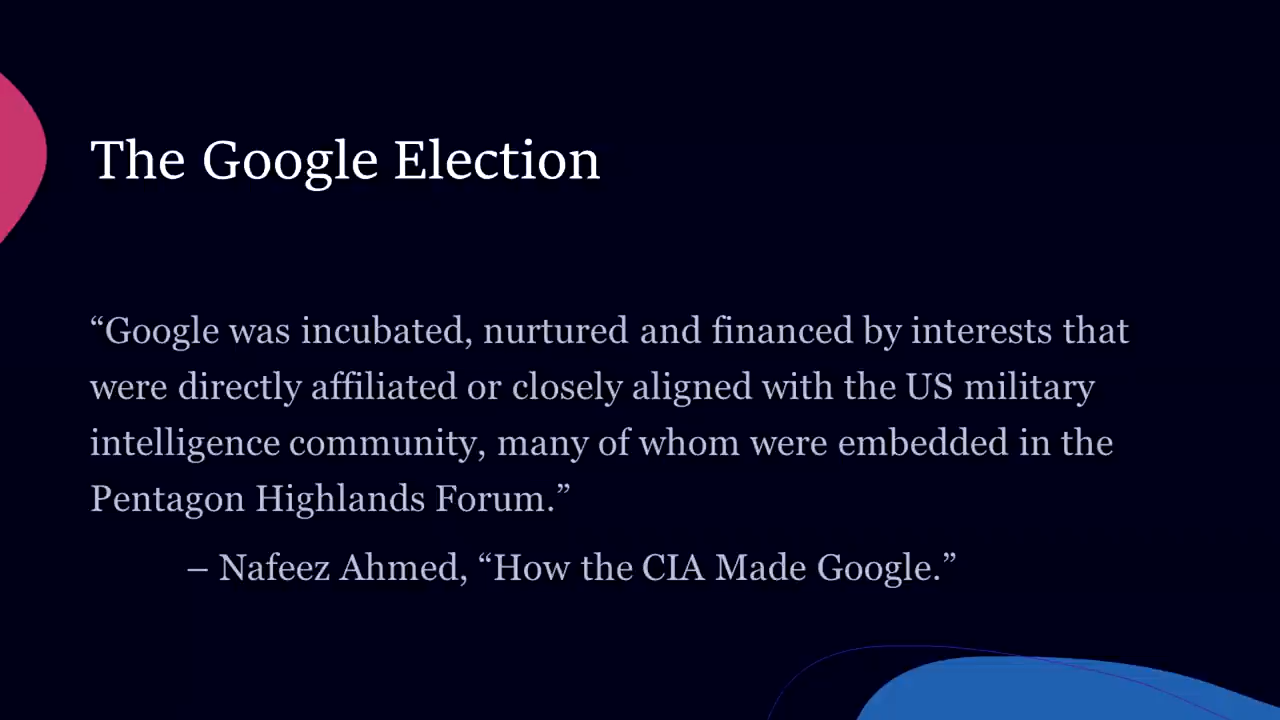 The Google Election
“Google was incubated, nurtured and financed by interests that
were directly affiliated or closely aligned with the US military
intelligence community, many of whom were embedded in the
Pentagon Highlands Forum.”
– Nafeez Ahmed, “How the CIA Made Google.”